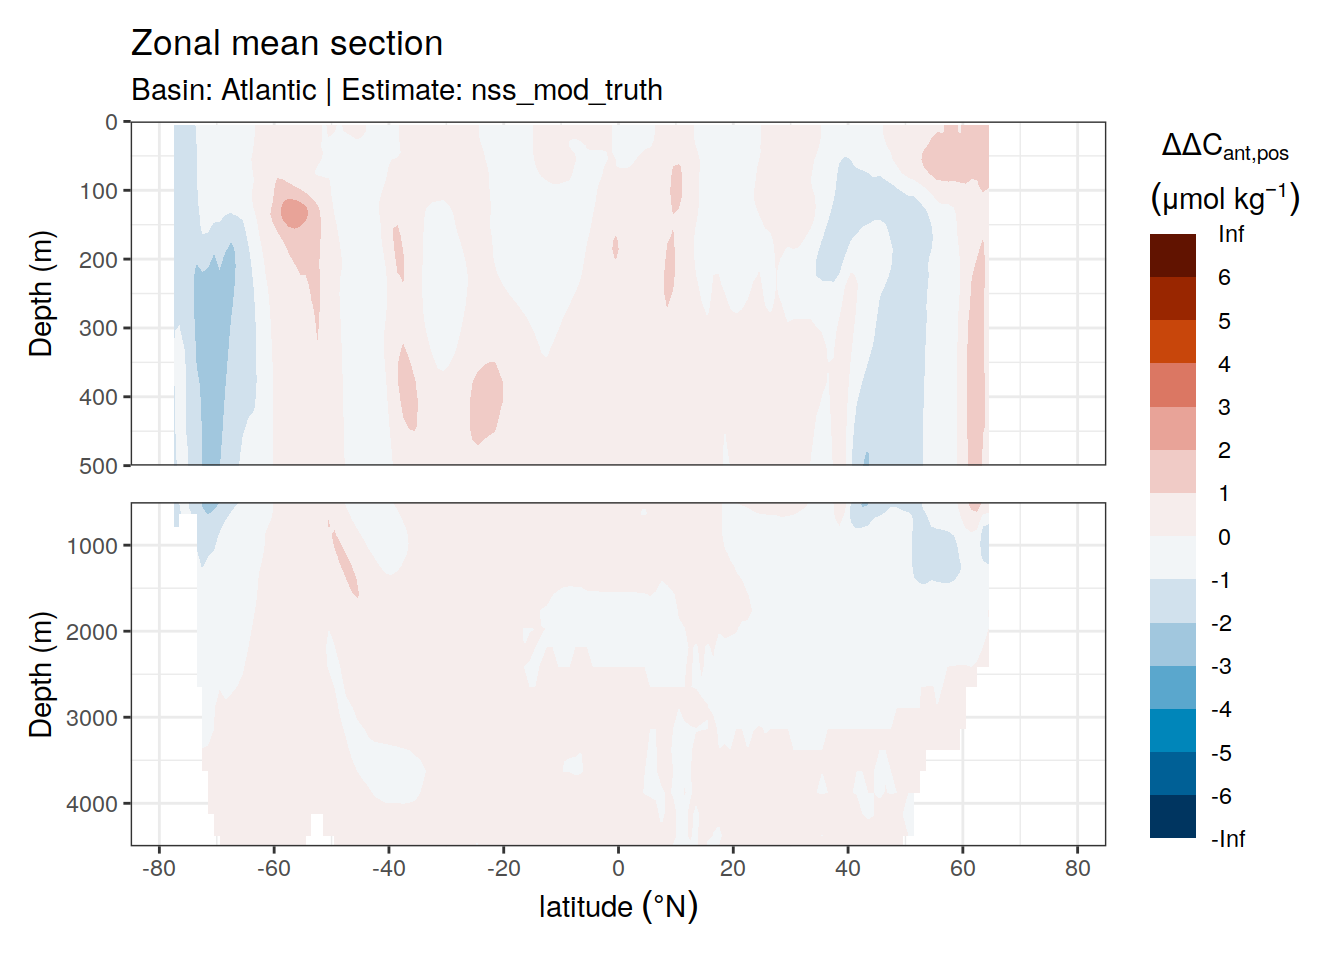 Zonal mean section
Basin: Atlantic | Estimate: nss_mod_truth
0
100
200
300
400
500
Depth (m)
1000
2000
3000
4000
Depth (m)
-80 -60 -40 -20 0 20 40 60 80
latitude (°N)
ΔΔCant,pos
(μmol kg⁻¹)
Inf
6
5
4
3
2
1
0
-1
-2
-3
-4
-5
-6
-Inf